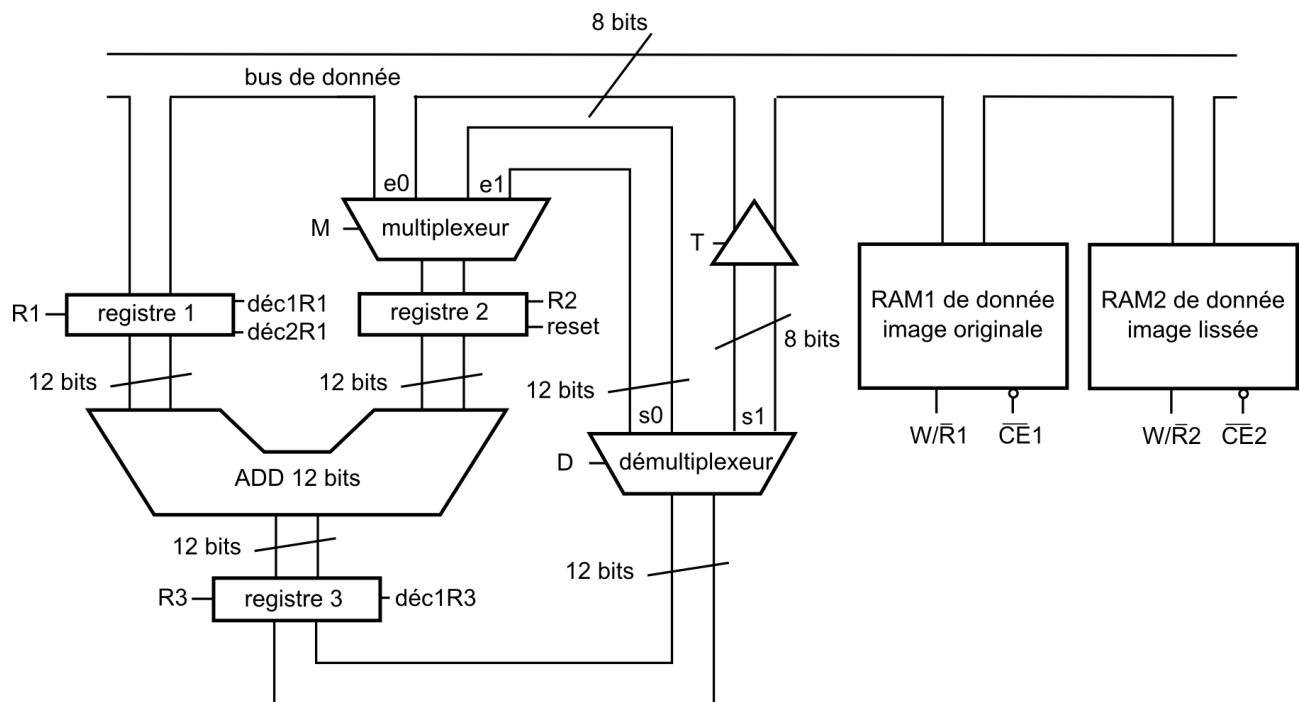 8 bits
bus de donnée
e0
e1
M
multiplexeur
T
R1
registre 1
déc1R1
déc2R1
registre 2
R2
reset
RAM1 de donnée
image originale
RAM2 de donnée
image lissée
8 bits
12 bits
12 bits
12 bits
s0
s1
W/R̅1
C̅E̅1
W/R̅2
C̅E̅2
D
démultiplexeur
ADD 12 bits
12 bits
12 bits
R3
registre 3
déc1R3